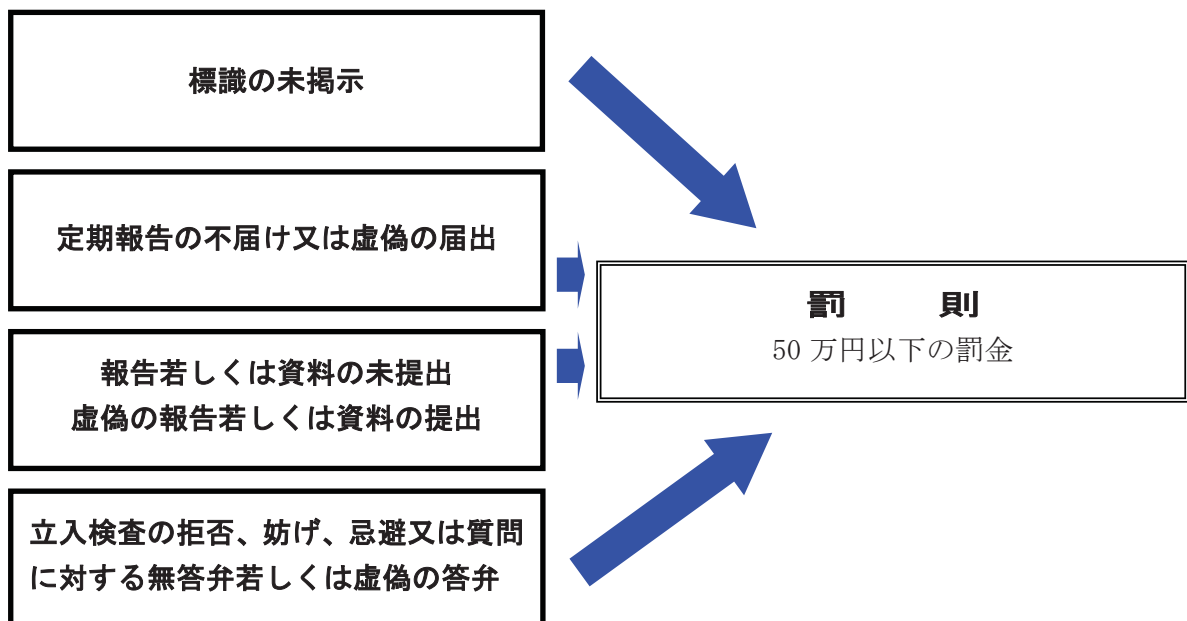 標識の未掲示
定期報告の不届け又は虚偽の届出
報告若しくは資料の未提出
虚偽の報告若しくは資料の提出
立入検査の拒否、妨げ、忌避又は質問
に対する無答弁若しくは虚偽の答弁
罰　則
50 万円以下の罰金